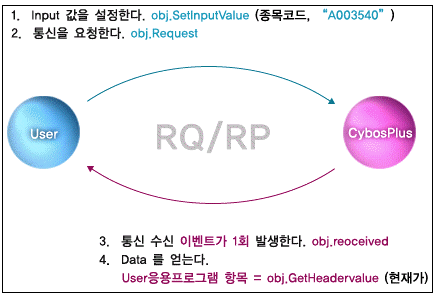 1. Input 값을 설정한다. obj.SetInputValue (종목코드, “A003540” )
2. 통신을 요청한다. obj.Request
User
RQ/RP
CybosPlus
3. 통신 수신 이벤트가 1회 발생한다. obj.reoceived
4. Data 를 얻는다.
User응용프로그램 항목 = obj.GetHeadervalue (현재가)